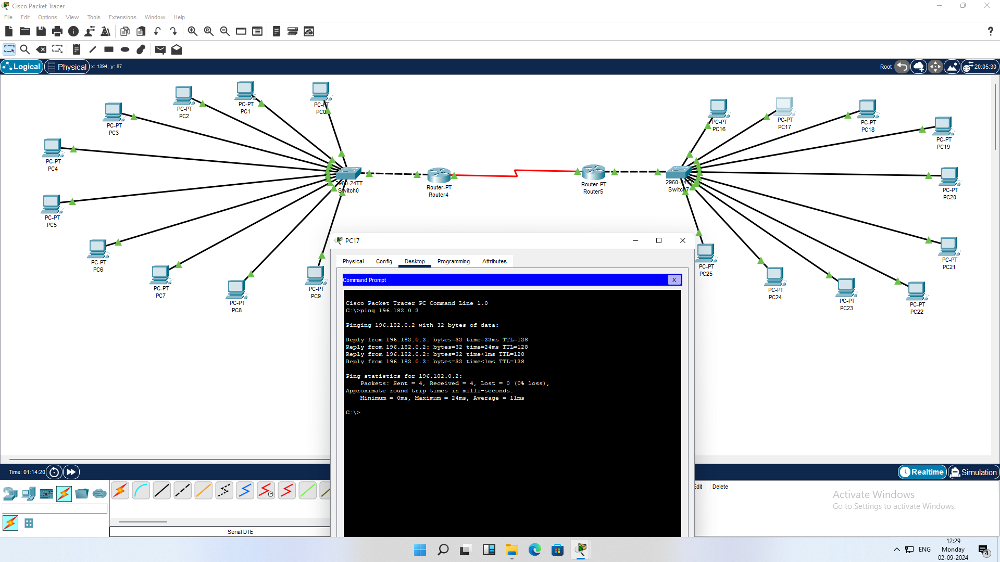 Cisco Packet Tracer
File Edit Options View Tools Extensions Window Help
Logical Physical x: 1394, y: 87 Root 20:05:30
PC-PT
PC0
PC-PT
PC1
PC-PT
PC2
PC-PT
PC3
PC-PT
PC4
PC-PT
PC5
PC-PT
PC6
PC-PT
PC7
PC-PT
PC8
PC-PT
PC9
2960-24TT
Switch0
Router-PT
Router4
Router-PT
Router5
2960-24TT
Switch7
PC-PT
PC16
PC-PT
PC17
PC-PT
PC18
PC-PT
PC19
PC-PT
PC20
PC-PT
PC21
PC-PT
PC22
PC-PT
PC23
PC-PT
PC24
PC-PT
PC25
PC17
Physical Config Desktop Programming Attributes
Command Prompt X
Cisco Packet Tracer PC Command Line 1.0
C:\>ping 196.182.0.2
Pinging 196.182.0.2 with 32 bytes of data:
Reply from 196.182.0.2: bytes=32 time=22ms TTL=128
Reply from 196.182.0.2: bytes=32 time=24ms TTL=128
Reply from 196.182.0.2: bytes=32 time<1ms TTL=128
Reply from 196.182.0.2: bytes=32 time<1ms TTL=128
Ping statistics for 196.182.0.2:
Packets: Sent = 4, Received = 4, Lost = 0 (0% loss),
Approximate round trip times in milli-seconds:
Minimum = 0ms, Maximum = 24ms, Average = 11ms
C:\>
Time: 01:14:20 Realtime Simulation
Edit Delete
Activate Windows
Go to Settings to activate Windows.
Serial DTE
ENG
12:29
Monday
02-09-2024
4